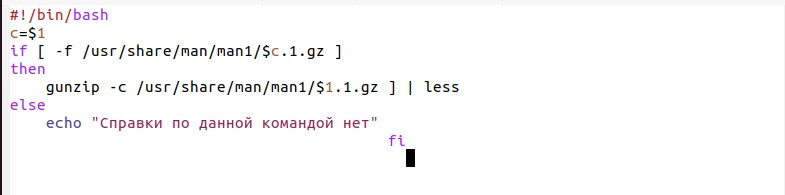 #!/bin/bash
c=$1
if [ -f /usr/share/man/man1/$c.1.gz ]
then
    gunzip -c /usr/share/man/man1/$1.1.gz ] | less
else
    echo "Справки по данной командой нет"
                                          fi